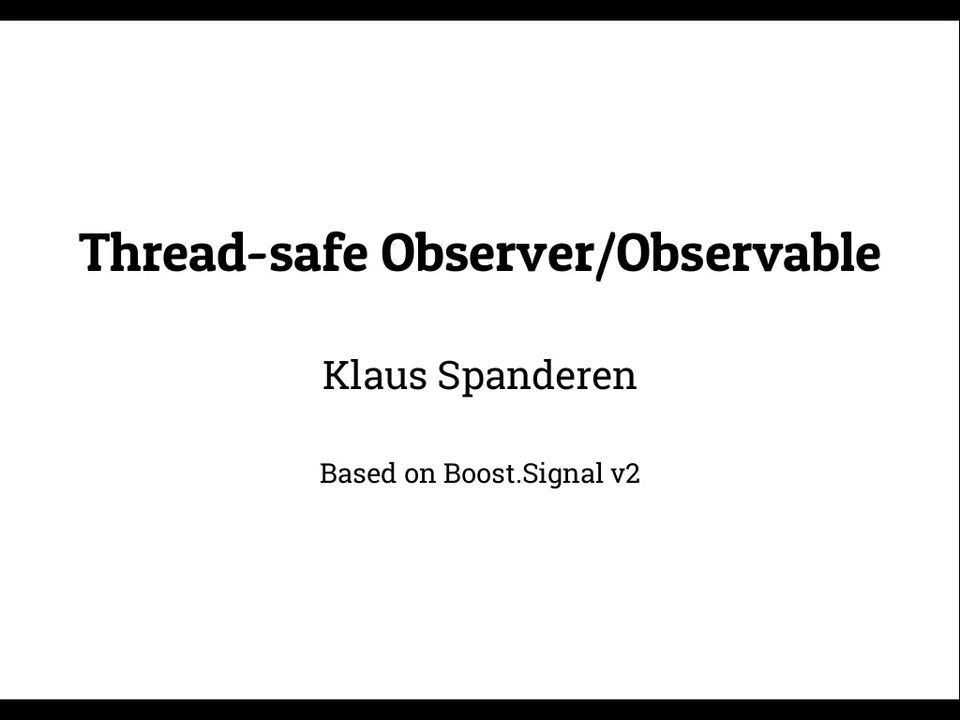 Thread-safe Observer/Observable
Klaus Spanderen
Based on Boost.Signal v2